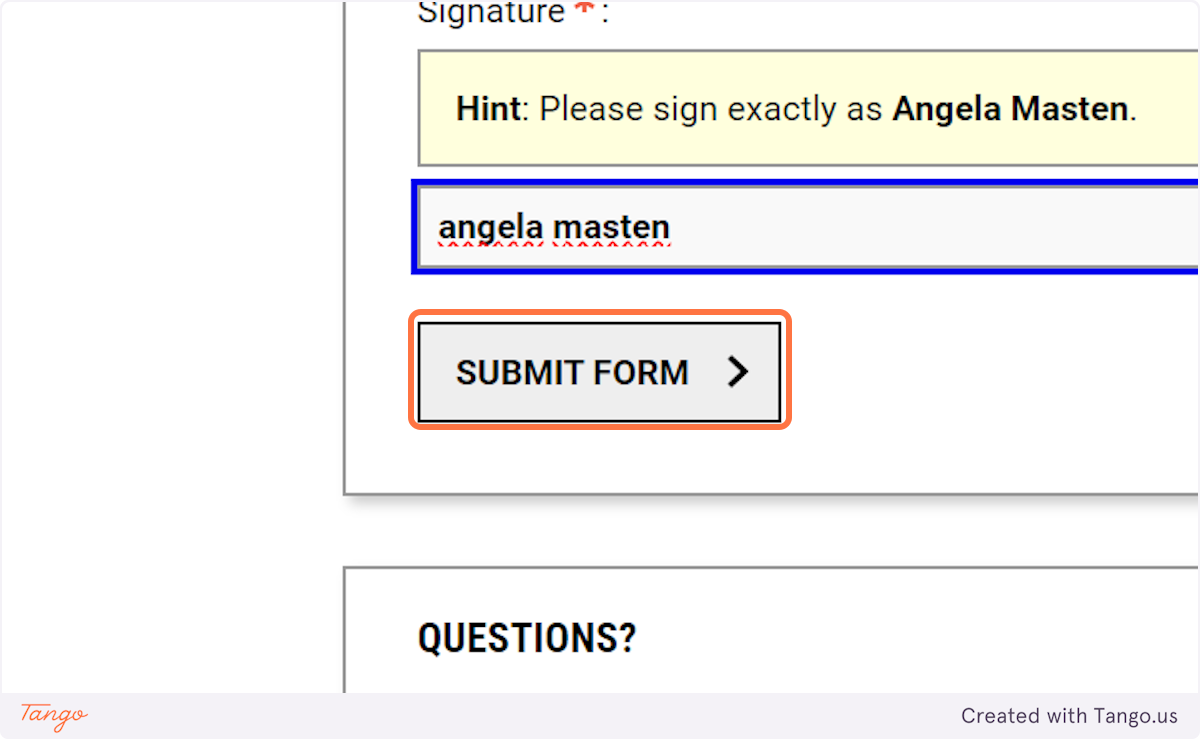 Signature *:
Hint: Please sign exactly as Angela Masten.
angela masten
SUBMIT FORM
QUESTIONS?
Tango
Created with Tango.us